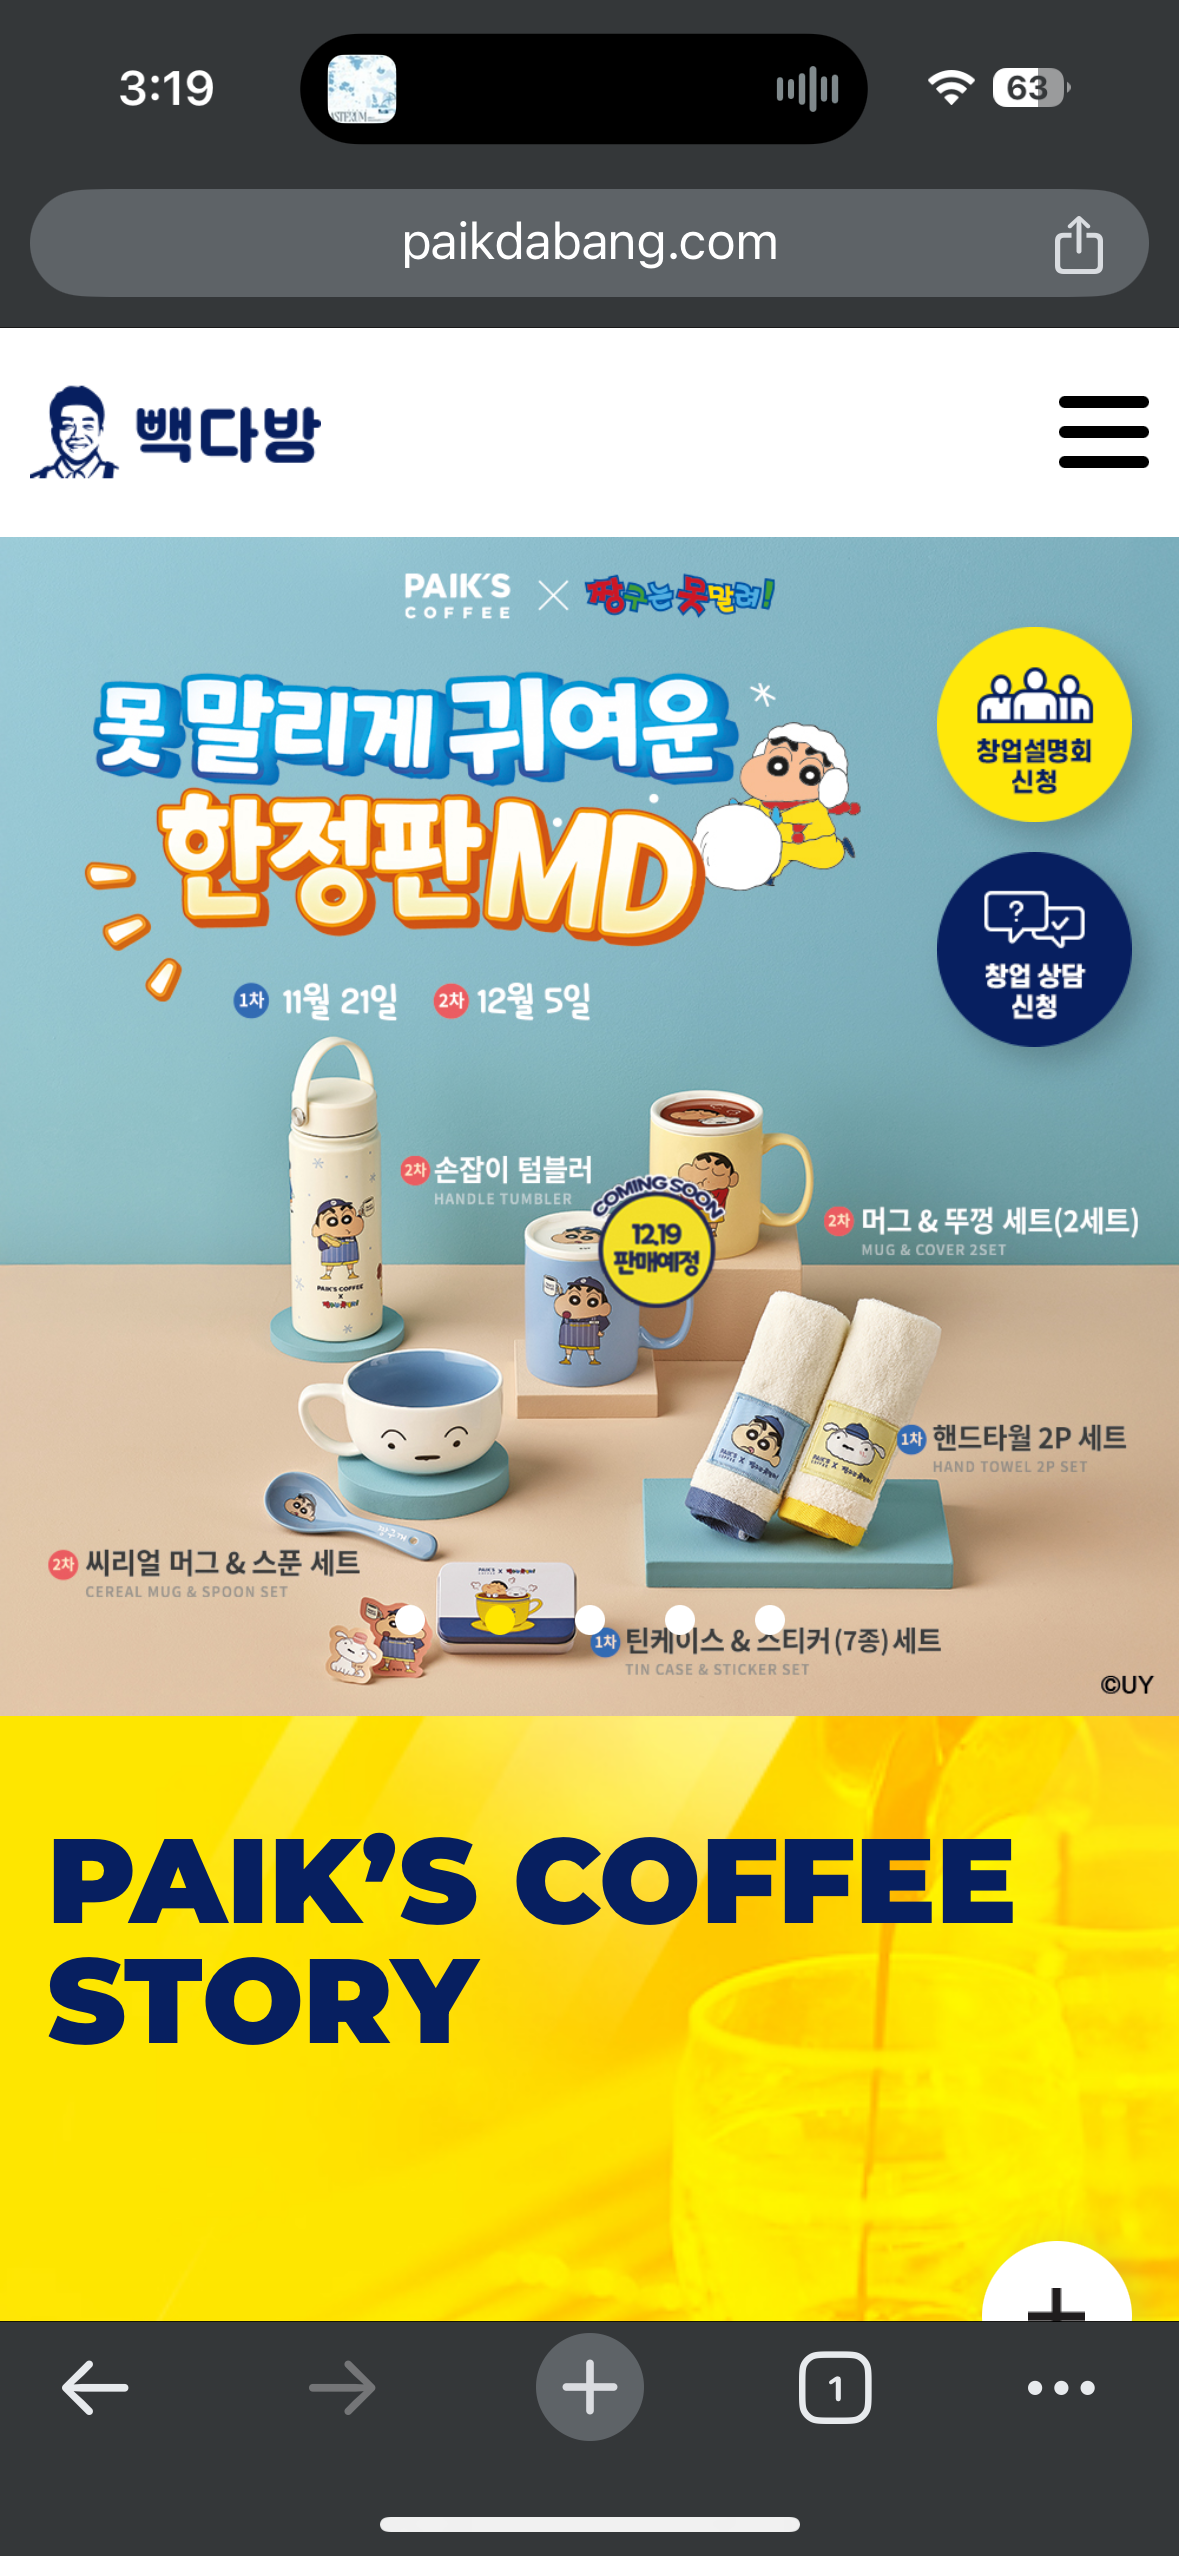 3:19
63
paikdabang.com
빽다방
PAIK'S COFFEE
짱구는 못말려!
못 말리게 귀여운
한정판 MD
창업설명회
신청
창업 상담
신청
1차 11월 21일 2차 12월 5일
2차 손잡이 텀블러
HANDLE TUMBLER
COMING SOON
12.19
판매예정
2차 머그 & 뚜껑 세트(2세트)
MUG & COVER 2SET
PAIK'S COFFEE
X
1차 핸드타월 2P 세트
HAND TOWEL 2P SET
2차 씨리얼 머그 & 스푼 세트
CEREAL MUG & SPOON SET
1차 틴케이스 & 스티커(7종)세트
TIN CASE & STICKER SET
©UY
PAIK’S COFFEE
STORY
1